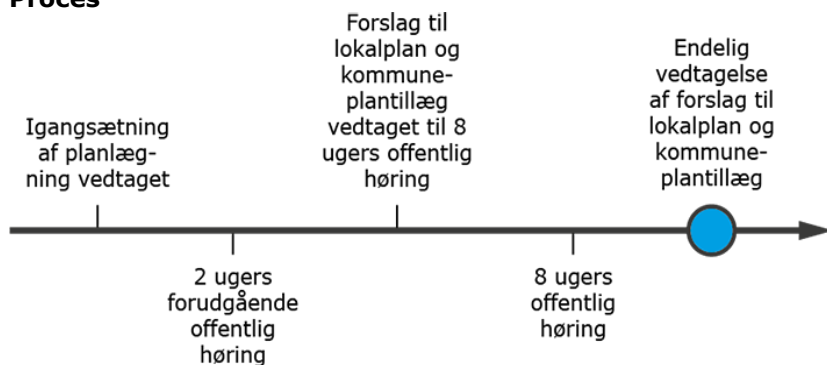 Proces
Igangsætning
af planlæg-
ning vedtaget
2 ugers
forudgående
offentlig
høring
Forslag til
lokalplan og
kommune-
plantillæg
vedtaget til 8
ugers offentlig
høring
8 ugers
offentlig
høring
Endelig
vedtagelse
af forslag til
lokalplan og
kommune-
plantillæg